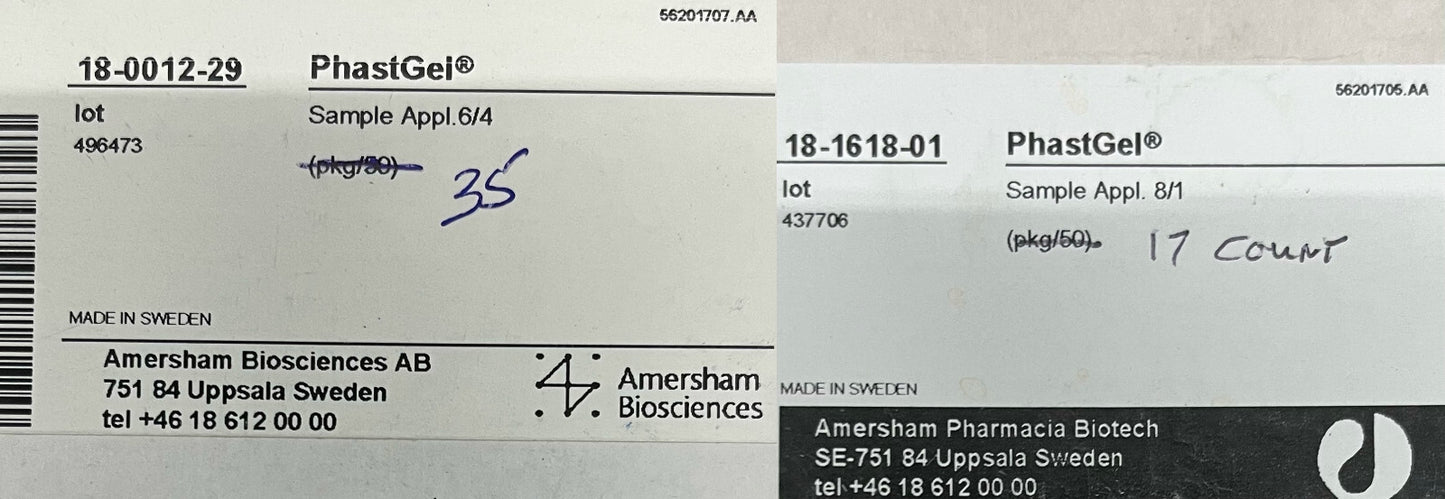 56201707.AA
18-0012-29 PhastGel®
lot
496473
Sample Appl.6/4
(pkg/50) 35
MADE IN SWEDEN
Amersham Biosciences AB
751 84 Uppsala Sweden
tel +46 18 612 00 00
Amersham
Biosciences
56201705.AA
18-1618-01 PhastGel®
lot
437706
Sample Appl. 8/1
(pkg/50). 17 COUNT
MADE IN SWEDEN
Amersham Pharmacia Biotech
SE-751 84 Uppsala Sweden
tel +46 18 612 00 00